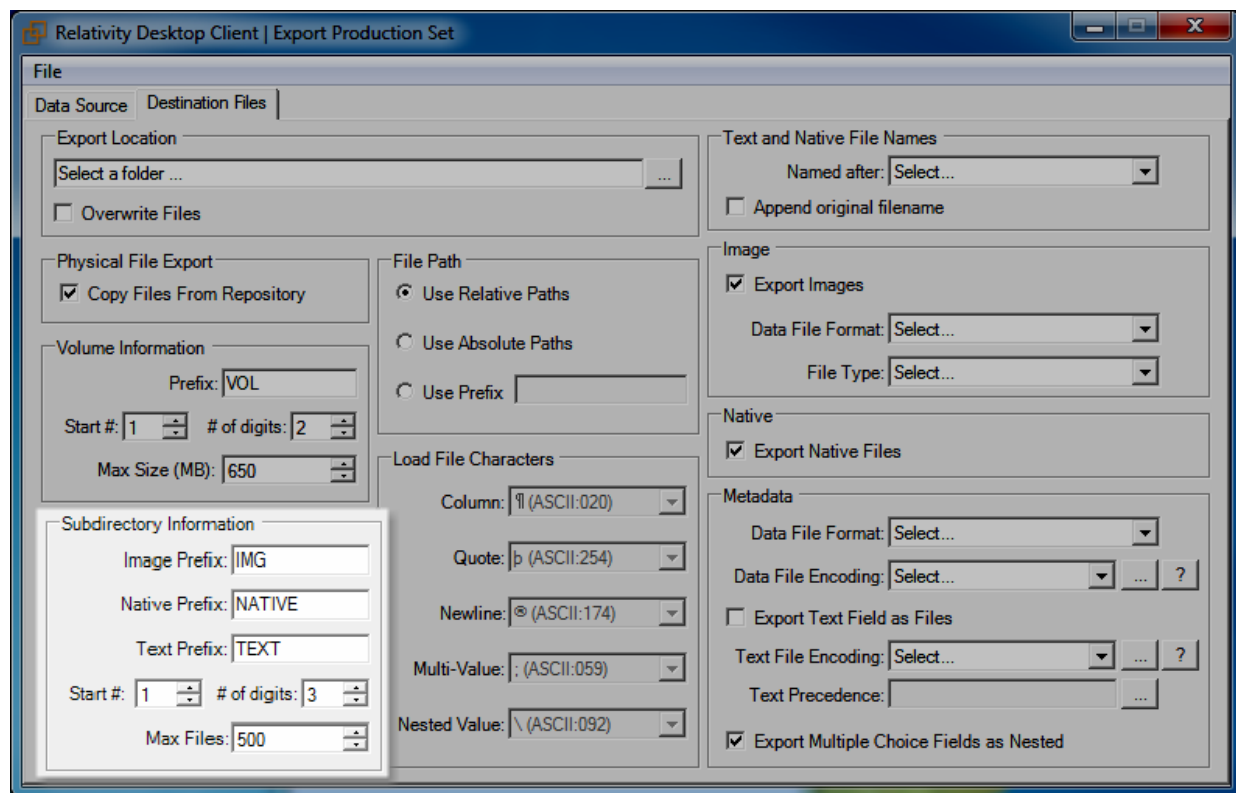 Relativity Desktop Client | Export Production Set
X
File
Data Source Destination Files
Export Location
Select a folder ... ...
Overwrite Files
Physical File Export
Copy Files From Repository
Volume Information
Prefix: VOL
Start #: 1 # of digits: 2
Max Size (MB): 650
Subdirectory Information
Image Prefix: IMG
Native Prefix: NATIVE
Text Prefix: TEXT
Start #: 1 # of digits: 3
Max Files: 500
File Path
Use Relative Paths
Use Absolute Paths
Use Prefix
Load File Characters
Column: ¶ (ASCII:020)
Quote: þ (ASCII:254)
Newline: ® (ASCII:174)
Multi-Value: ; (ASCII:059)
Nested Value: \ (ASCII:092)
Text and Native File Names
Named after: Select...
Append original filename
Image
Export Images
Data File Format: Select...
File Type: Select...
Native
Export Native Files
Metadata
Data File Format: Select...
Data File Encoding: Select... ... ?
Export Text Field as Files
Text File Encoding: Select... ... ?
Text Precedence: ...
Export Multiple Choice Fields as Nested